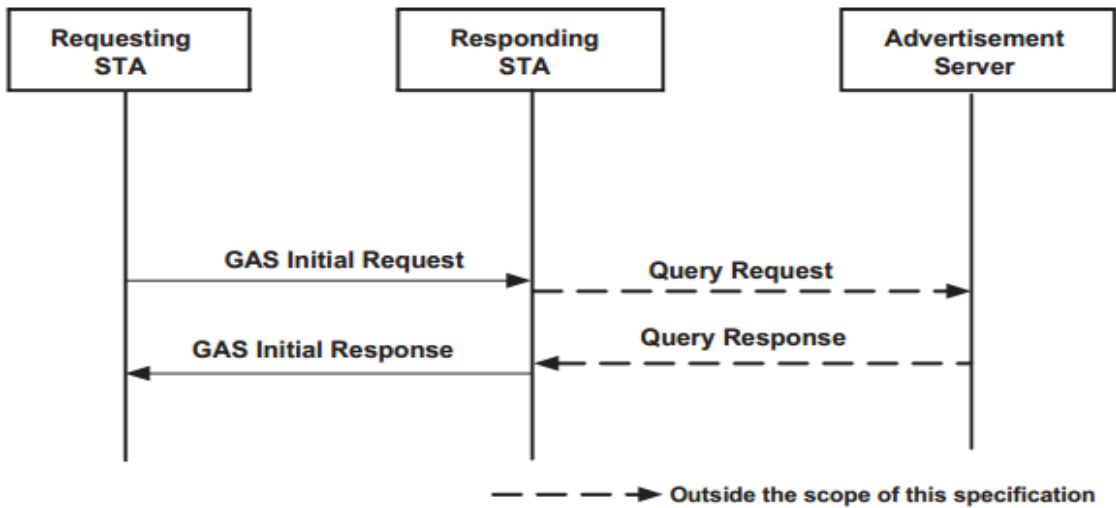 Requesting
STA
Responding
STA
Advertisement
Server
GAS Initial Request
Query Request
Query Response
GAS Initial Response
Outside the scope of this specification